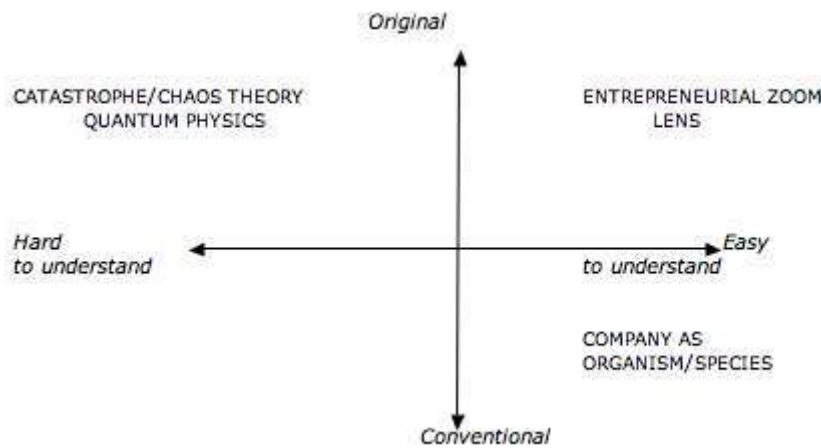 Original
CATASTROPHE/CHAOS THEORY
QUANTUM PHYSICS
ENTREPRENEURIAL ZOOM
LENS
Hard
to understand
Easy
to understand
COMPANY AS
ORGANISM/SPECIES
Conventional